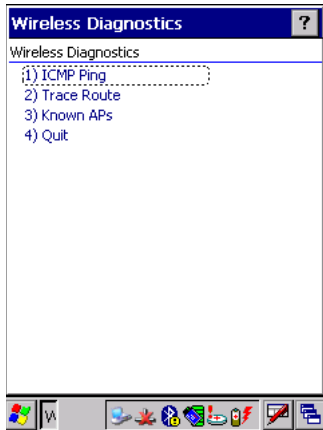 Wireless Diagnostics ?
Wireless Diagnostics
1) ICMP Ping
2) Trace Route
3) Known APs
4) Quit